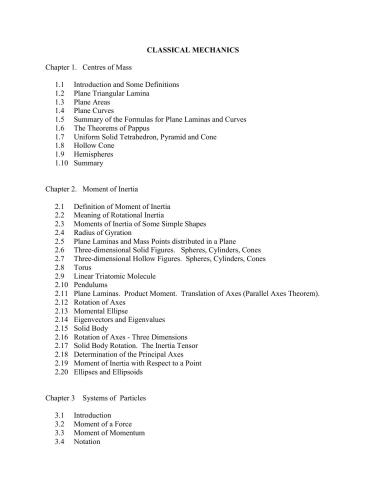 CLASSICAL MECHANICS
Chapter 1. Centres of Mass
1.1 Introduction and Some Definitions
1.2 Plane Triangular Lamina
1.3 Plane Areas
1.4 Plane Curves
1.5 Summary of the Formulas for Plane Laminas and Curves
1.6 The Theorems of Pappus
1.7 Uniform Solid Tetrahedron, Pyramid and Cone
1.8 Hollow Cone
1.9 Hemispheres
1.10 Summary
Chapter 2. Moment of Inertia
2.1 Definition of Moment of Inertia
2.2 Meaning of Rotational Inertia
2.3 Moments of Inertia of Some Simple Shapes
2.4 Radius of Gyration
2.5 Plane Laminas and Mass Points distributed in a Plane
2.6 Three-dimensional Solid Figures. Spheres, Cylinders, Cones
2.7 Three-dimensional Hollow Figures. Spheres, Cylinders, Cones
2.8 Torus
2.9 Linear Triatomic Molecule
2.10 Pendulums
2.11 Plane Laminas. Product Moment. Translation of Axes (Parallel Axes Theorem).
2.12 Rotation of Axes
2.13 Momental Ellipse
2.14 Eigenvectors and Eigenvalues
2.15 Solid Body
2.16 Rotation of Axes - Three Dimensions
2.17 Solid Body Rotation. The Inertia Tensor
2.18 Determination of the Principal Axes
2.19 Moment of Inertia with Respect to a Point
2.20 Ellipses and Ellipsoids
Chapter 3 Systems of Particles
3.1 Introduction
3.2 Moment of a Force
3.3 Moment of Momentum
3.4 Notation